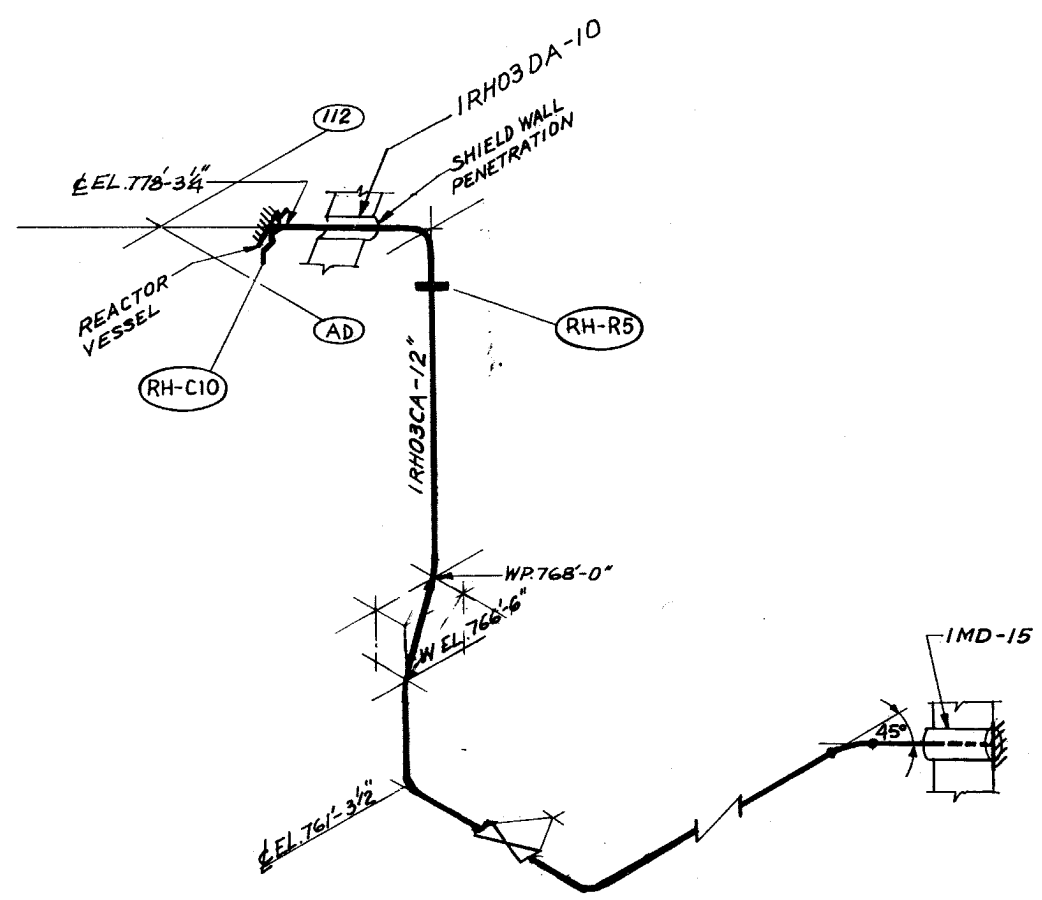 1RH03DA-10
112
SHIELD WALL
PENETRATION
℄ EL.778'-3¼"
REACTOR
VESSEL
AD
RH-R5
RH-C10
1RH03CA-12"
WP.768'-0"
W EL.766'-6"
1MD-15
45°
℄ EL.761'-3½"